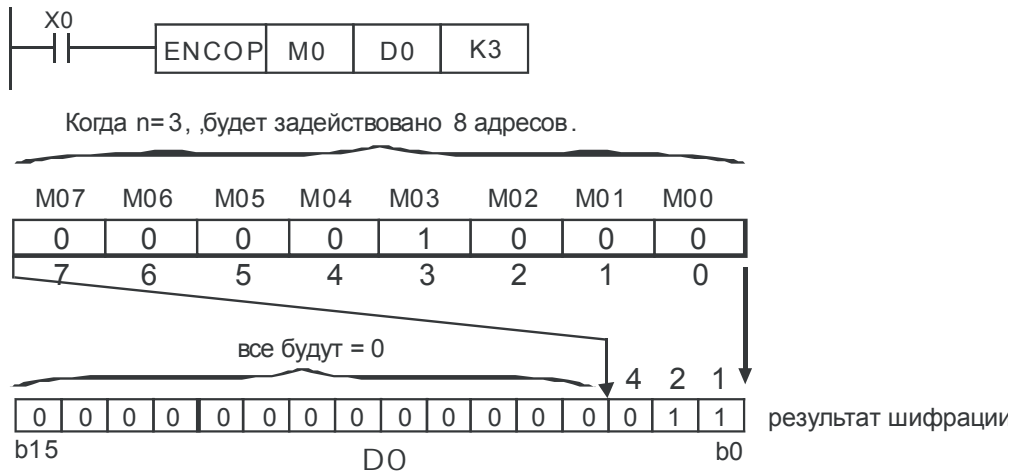 X0
ENCOP M0 D0 K3
Когда n=3, ,будет задействовано 8 адресов.
M07 M06 M05 M04 M03 M02 M01 M00
0 0 0 0 1 0 0 0
7 6 5 4 3 2 1 0
все будут = 0
4 2 1
0 0 0 0 0 0 0 0 0 0 0 0 0 0 1 1 результат шифрации
b15 D0 b0